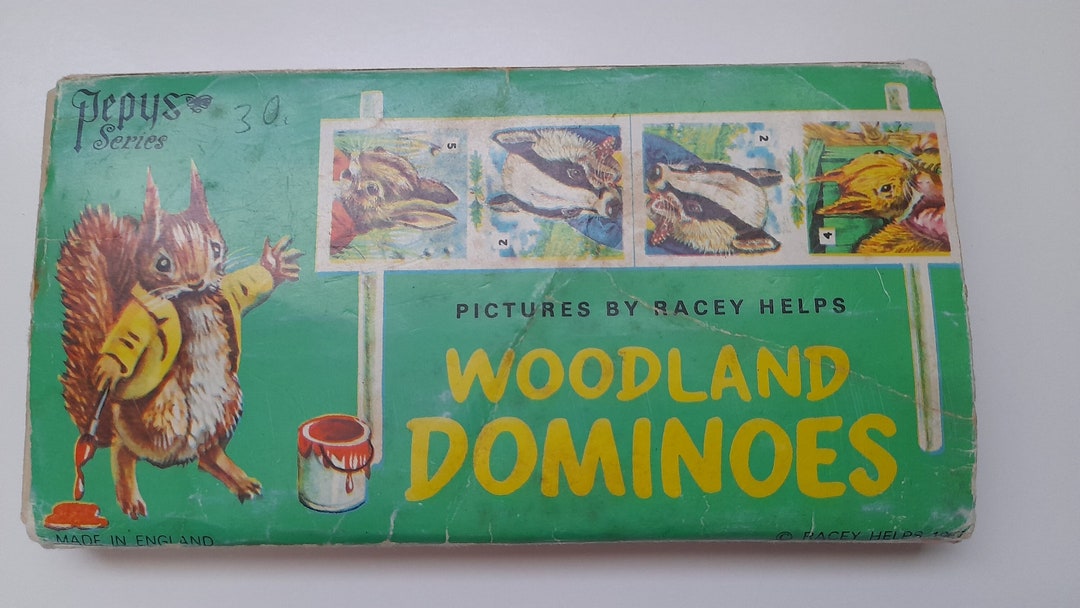 Pepys
Series
30.
5
2
2
4
PICTURES BY RACEY HELPS
WOODLAND
DOMINOES
MADE IN ENGLAND
© RACEY HELPS